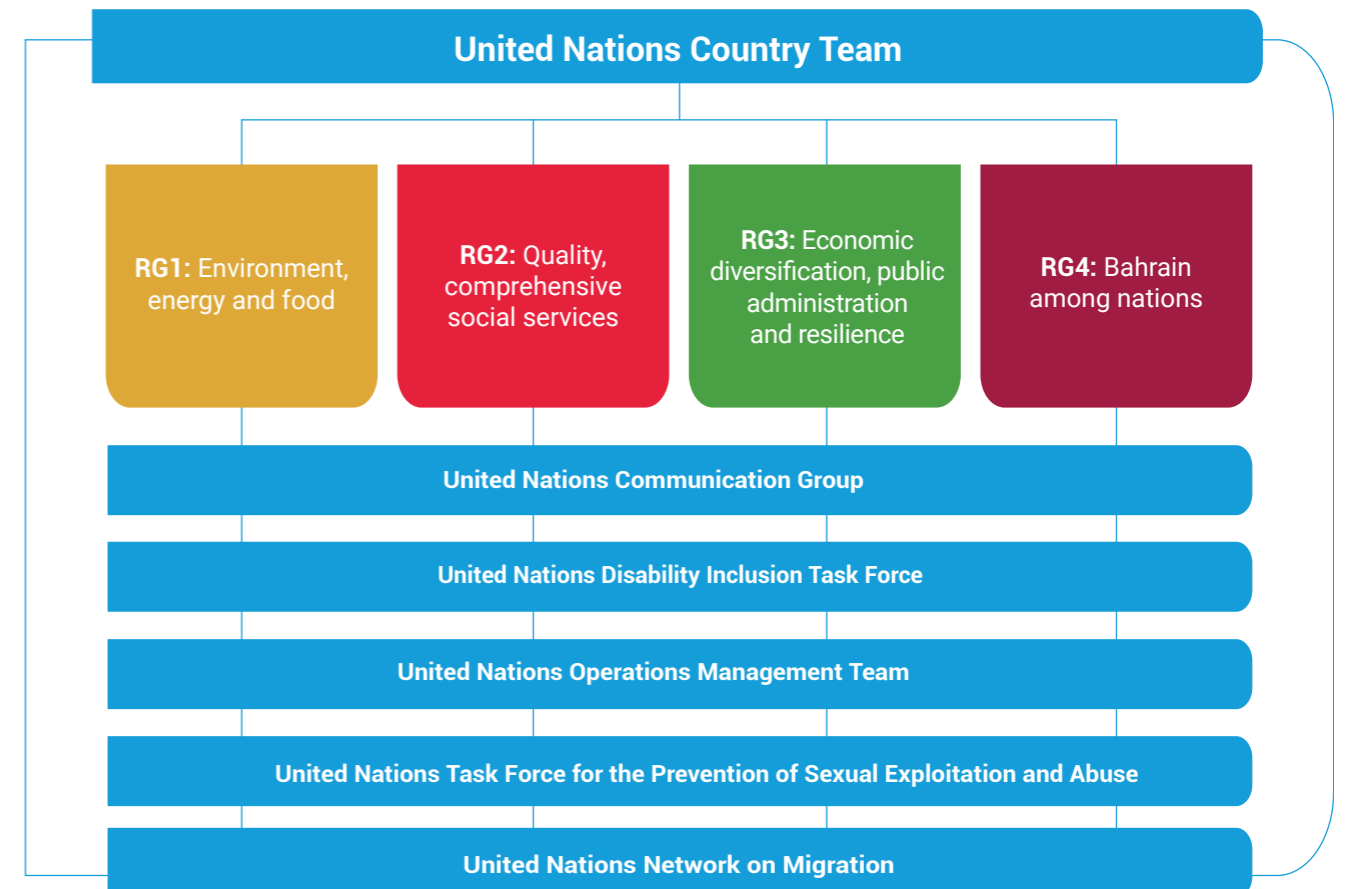 United Nations Country Team
RG1: Environment,
energy and food
RG2: Quality,
comprehensive
social services
RG3: Economic
diversification, public
administration
and resilience
RG4: Bahrain
among nations
United Nations Communication Group
United Nations Disability Inclusion Task Force
United Nations Operations Management Team
United Nations Task Force for the Prevention of Sexual Exploitation and Abuse
United Nations Network on Migration